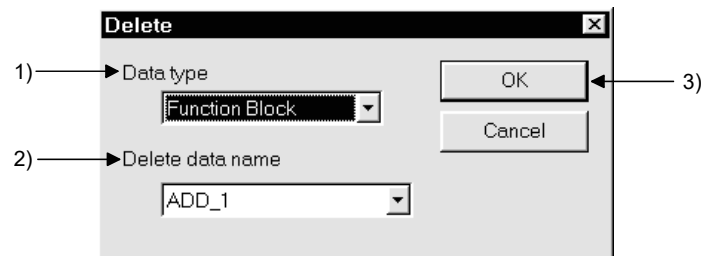 Delete
1) Data type
Function Block
OK 3)
Cancel
2) Delete data name
ADD_1